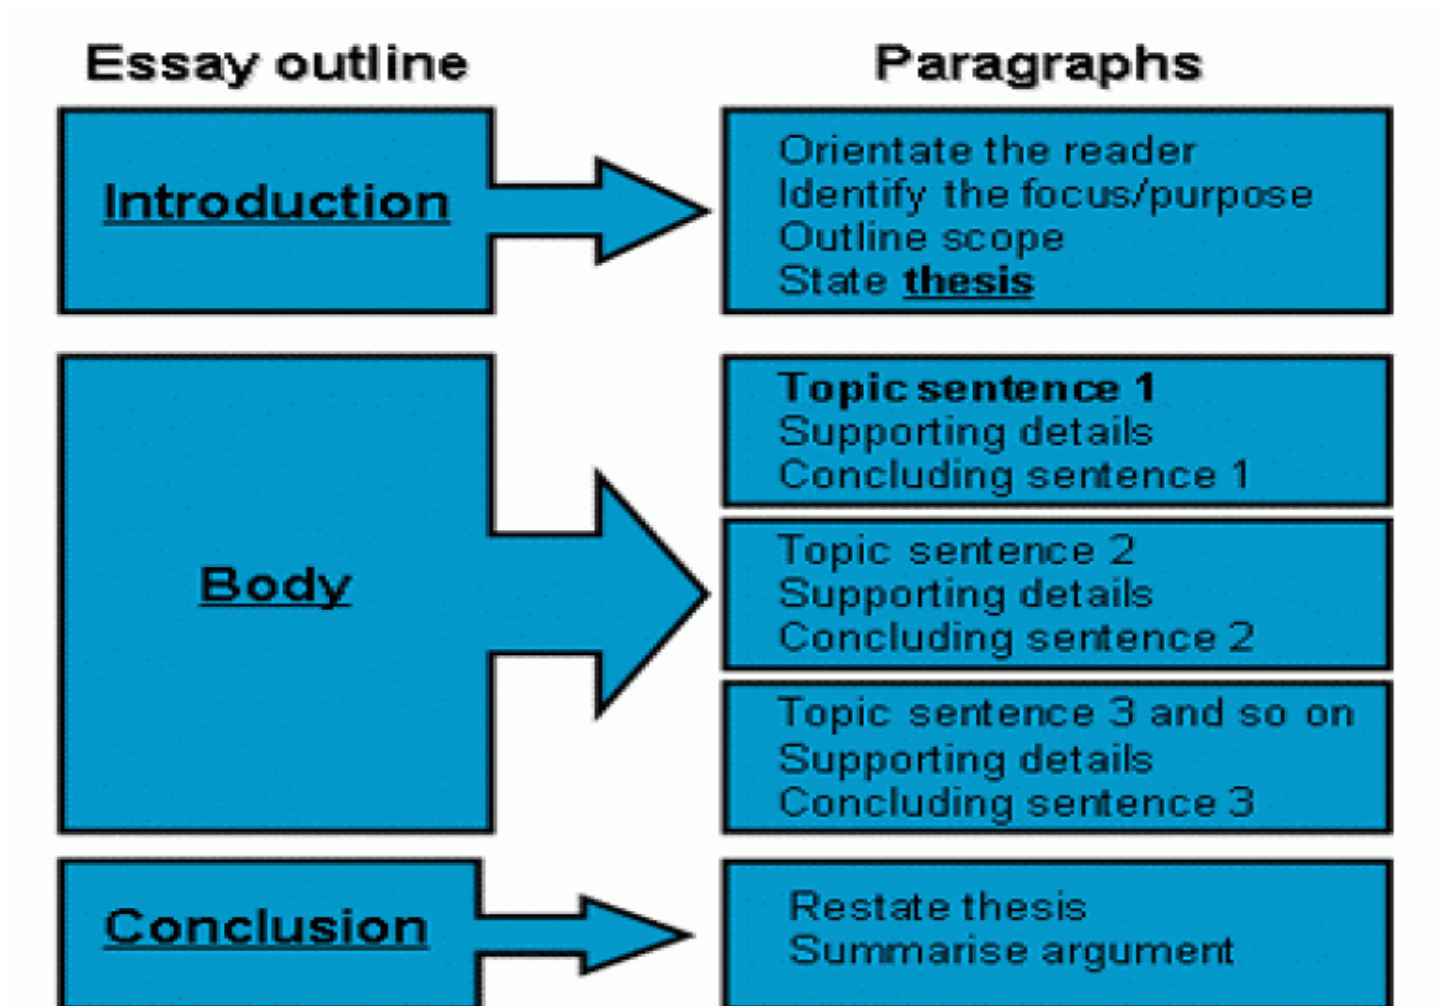 Essay outline
Paragraphs
Introduction
Orientate the reader
Identify the focus/purpose
Outline scope
State thesis
Body
Topic sentence 1
Supporting details
Concluding sentence 1
Topic sentence 2
Supporting details
Concluding sentence 2
Topic sentence 3 and so on
Supporting details
Concluding sentence 3
Conclusion
Restate thesis
Summarise argument